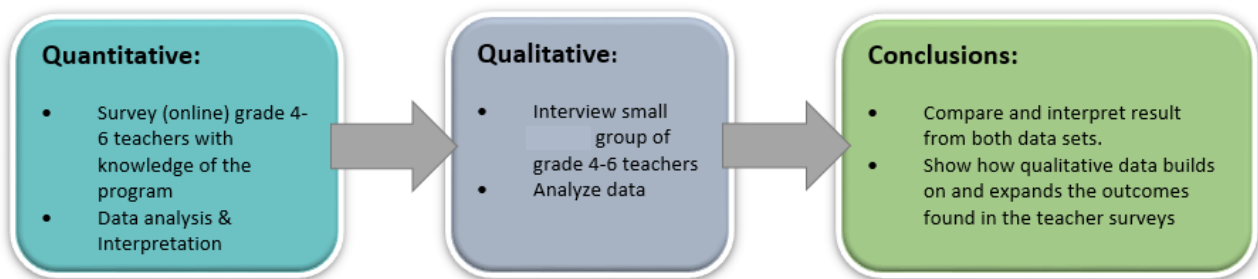 Quantitative:
• Survey (online) grade 4-
6 teachers with
knowledge of the
program
• Data analysis &
Interpretation
Qualitative:
• Interview small
group of
grade 4-6 teachers
• Analyze data
Conclusions:
• Compare and interpret result
from both data sets.
• Show how qualitative data builds
on and expands the outcomes
found in the teacher surveys